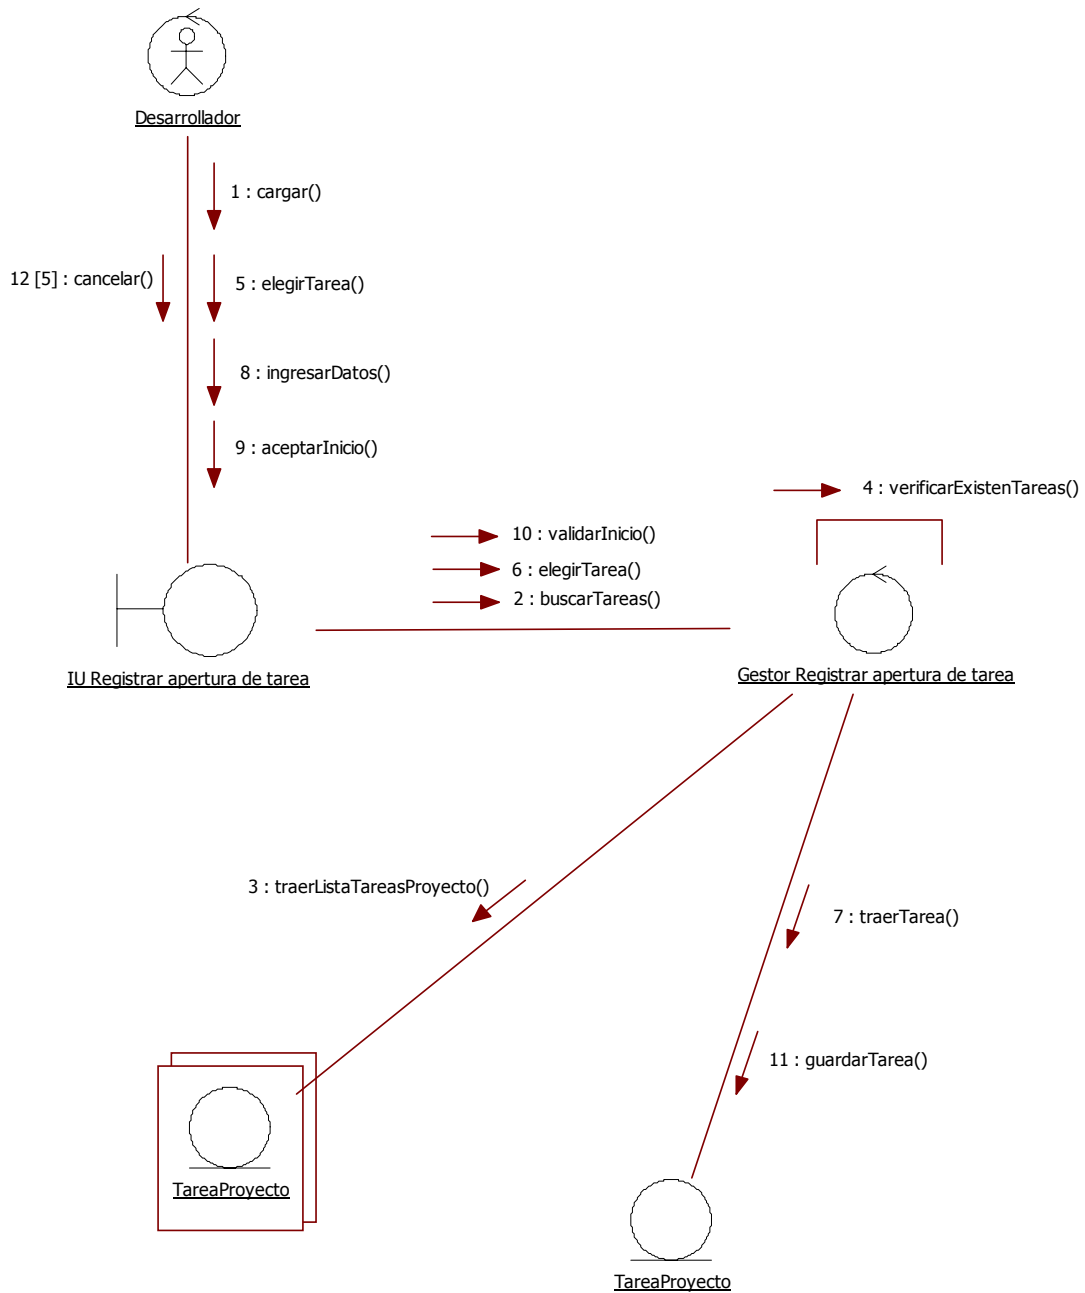 Desarrollador
1 : cargar()
12 [5] : cancelar()
5 : elegirTarea()
8 : ingresarDatos()
9 : aceptarInicio()
4 : verificarExistenTareas()
10 : validarInicio()
6 : elegirTarea()
2 : buscarTareas()
IU Registrar apertura de tarea
Gestor Registrar apertura de tarea
3 : traerListaTareasProyecto()
7 : traerTarea()
11 : guardarTarea()
TareaProyecto
TareaProyecto